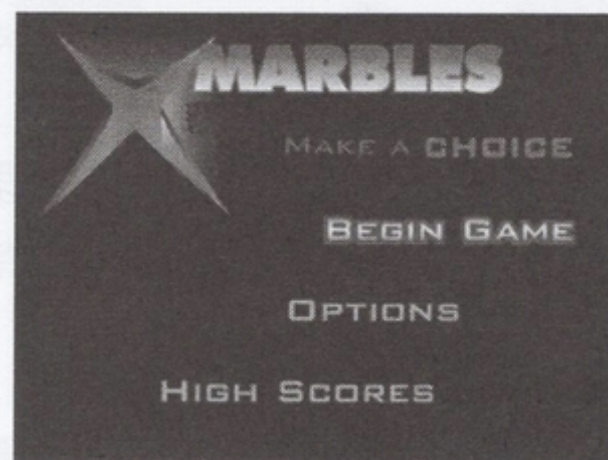 MARBLES
MAKE A CHOICE
BEGIN GAME
OPTIONS
HIGH SCORES